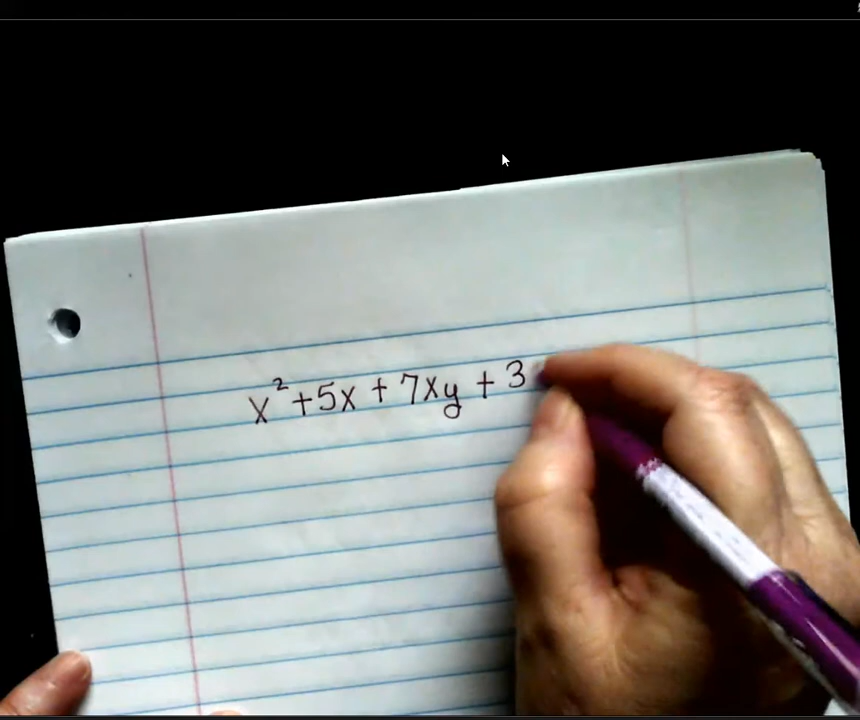 x² + 5x + 7xy + 3